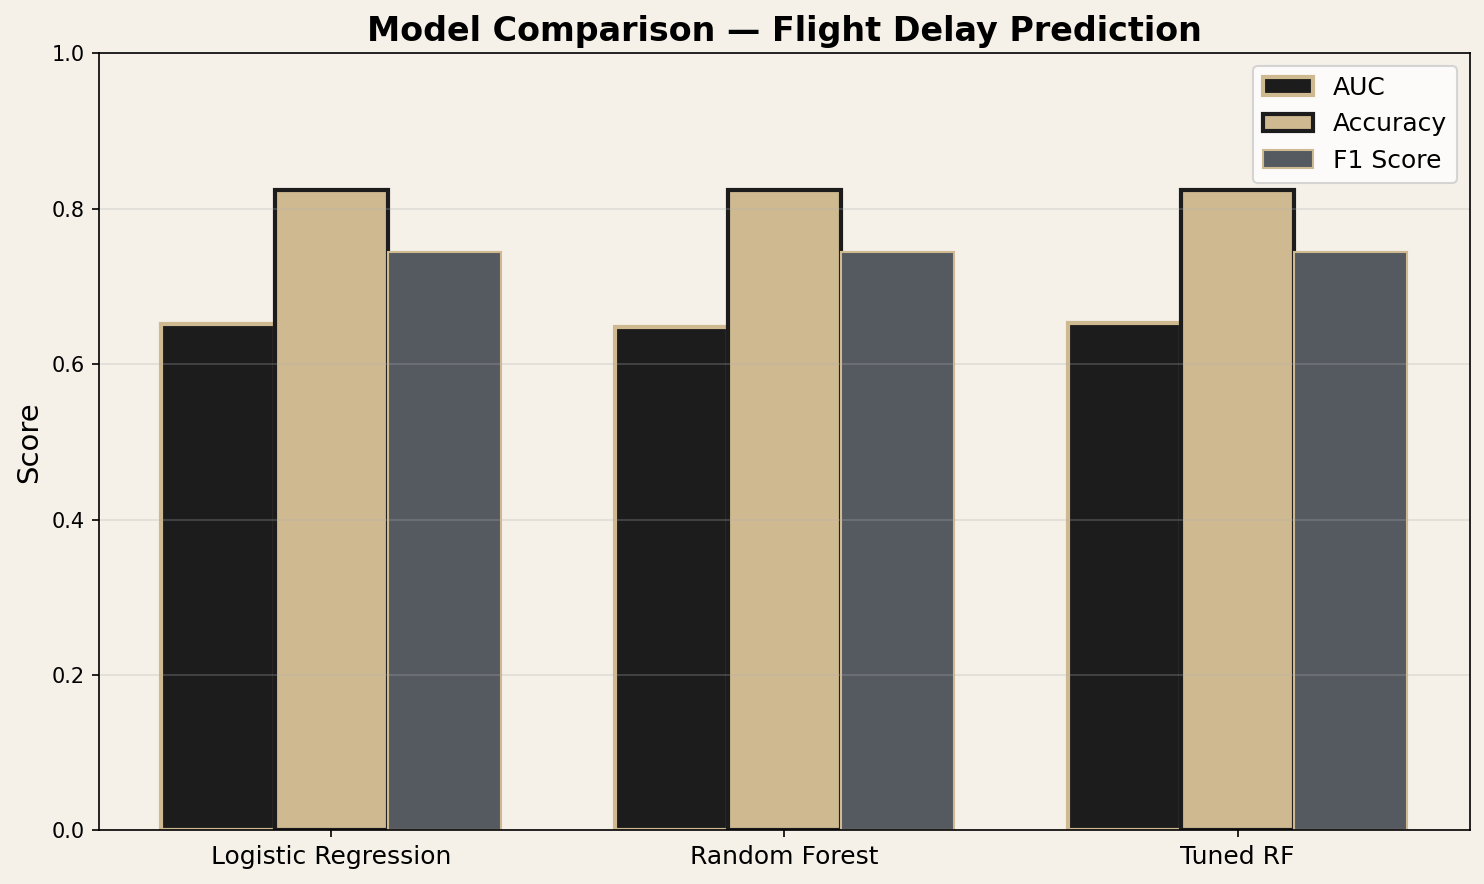 Model Comparison — Flight Delay Prediction
AUC
Accuracy
F1 Score
Score
1.0
0.8
0.6
0.4
0.2
0.0
Logistic Regression
Random Forest
Tuned RF